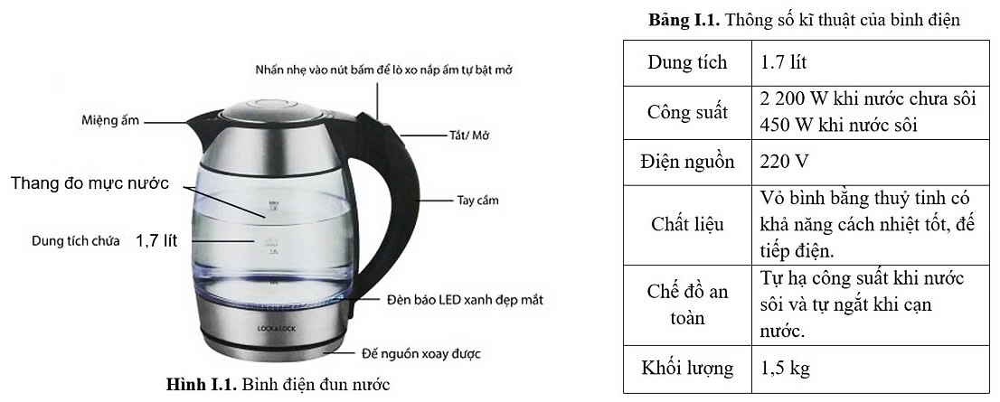 Nhấn nhẹ vào nút bấm để lò xo nắp ấm tự bật mở
Miệng ấm
Tắt/ Mở
Thang đo mực nước
Tay cầm
MAX
Dung tích chứa 1,7 lít
MIN
Đèn báo LED xanh đẹp mắt
LOCK&LOCK
Đế nguồn xoay được
Hình I.1. Bình điện đun nước
Bảng I.1. Thông số kĩ thuật của bình điện
Dung tích
1.7 lít
Công suất
2 200 W khi nước chưa sôi
450 W khi nước sôi
Điện nguồn
220 V
Chất liệu
Vỏ bình bằng thuỷ tinh có
khả năng cách nhiệt tốt, đế
tiếp điện.
Chế đồ an
toàn
Tự hạ công suất khi nước
sôi và tự ngắt khi cạn
nước.
Khối lượng
1,5 kg